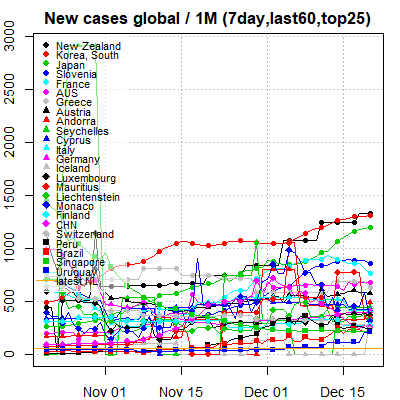 New cases global / 1M (7day,last60,top25)
3000
2500
2000
1500
1000
500
0
New Zealand
Korea, South
Japan
Slovenia
France
AUS
Greece
Austria
Andorra
Seychelles
Cyprus
Italy
Germany
Iceland
Luxembourg
Mauritius
Liechtenstein
Monaco
Finland
CHN
Switzerland
Peru
Brazil
Singapore
Uruguay
latest,NL
Nov 01
Nov 15
Dec 01
Dec 15